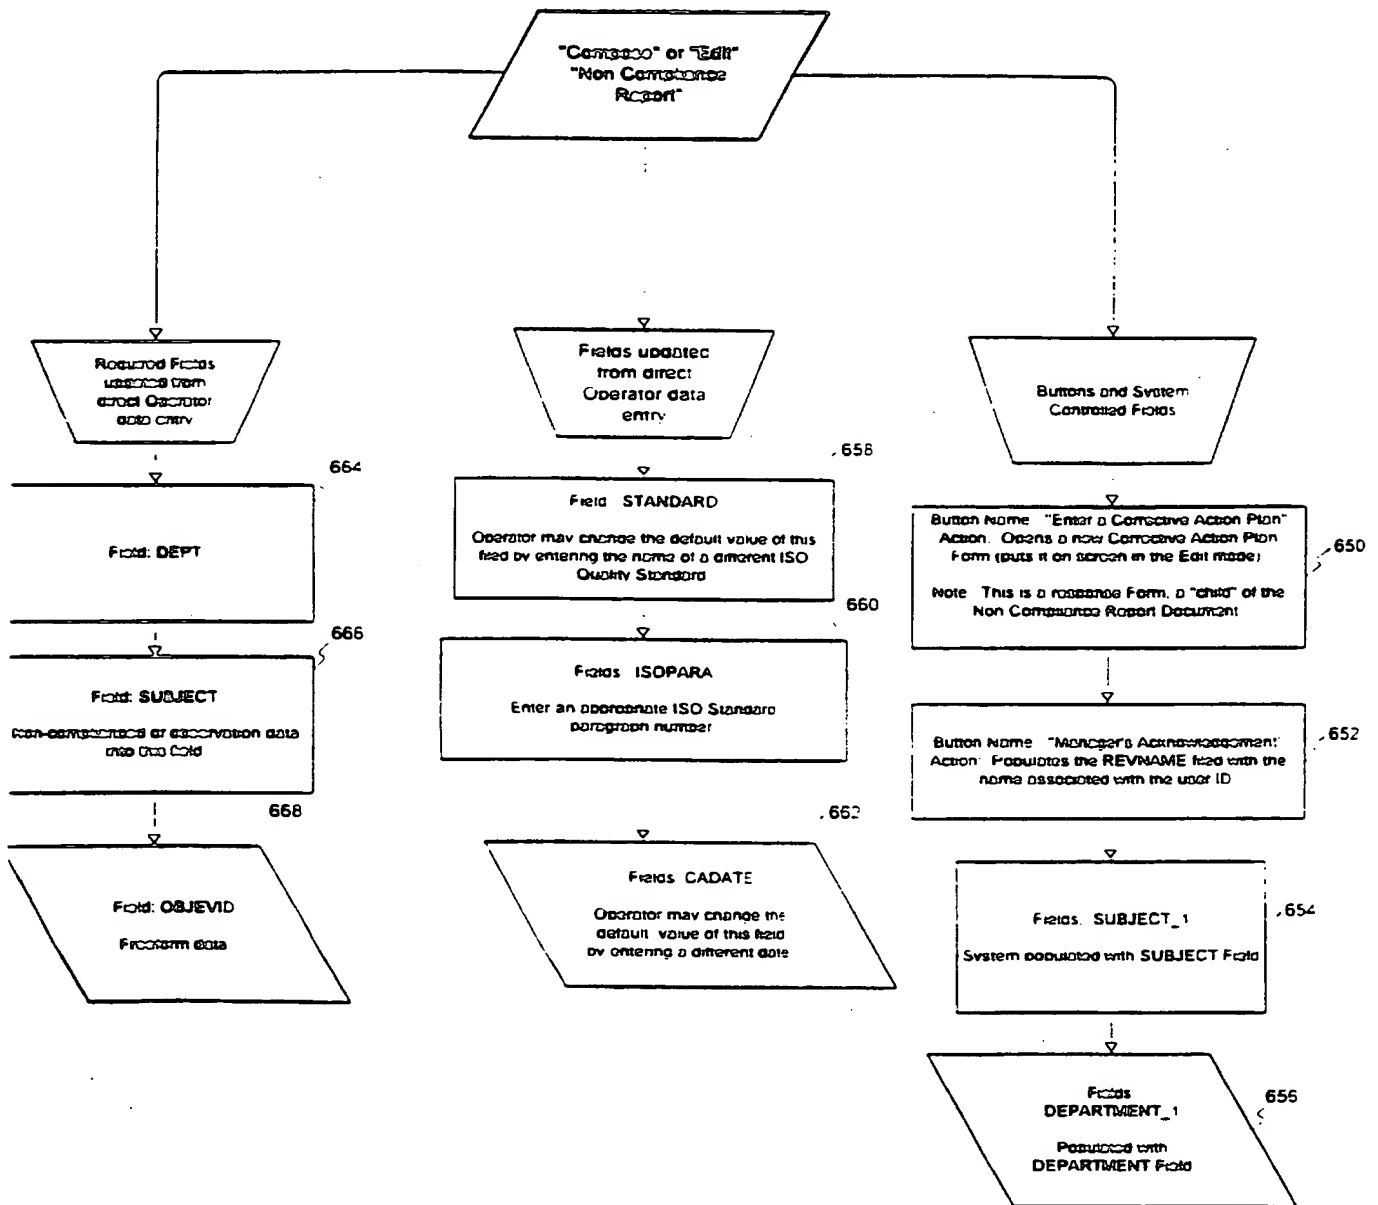 "Compose" or "Edit"
"Non Compliance
Report"
Required Fields
updated from
direct Operator
data entry
Fields updated
from direct
Operator data
entry
Buttons and System
Controlled Fields
664
Field: DEPT
666
Field: SUBJECT
Non-compliance or observation data
into this field
668
Field: OBJEVID
Freeform data
658
Field STANDARD
Operator may change the default value of this
field by entering the name of a different ISO
Quality Standard
660
Fields ISOPARA
Enter an appropriate ISO Standard
paragraph number
662
Fields CADATE
Operator may change the
default value of this field
by entering a different date
650
Button Name "Enter a Corrective Action Plan"
Action. Opens a new Corrective Action Plan
Form (puts it on screen in the Edit mode)
Note This is a response Form, a "child" of the
Non Compliance Report Document
652
Button Name "Manager's Acknowledgement'
Action: Populates the REVNAME field with the
name associated with the user ID
654
Fields. SUBJECT_1
System populated with SUBJECT Field
656
Fields
DEPARTMENT_1
Populated with
DEPARTMENT Field